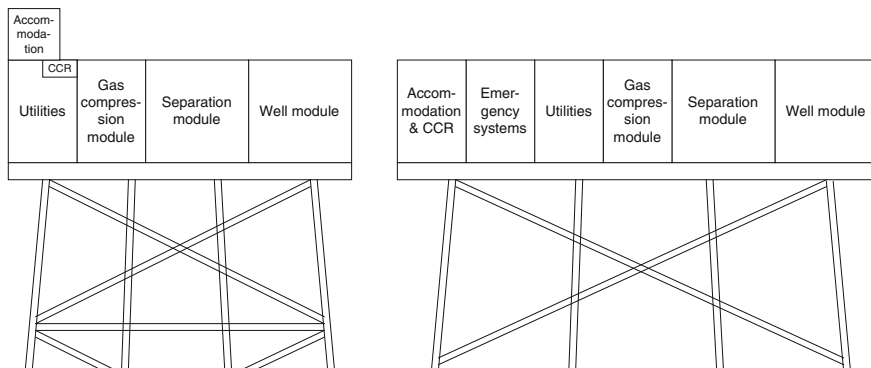 Accom-
moda-
tion
CCR
Utilities
Gas
compres-
sion
module
Separation
module
Well module
Accom-
modation
& CCR
Emer-
gency
systems
Utilities
Gas
compres-
sion
module
Separation
module
Well module